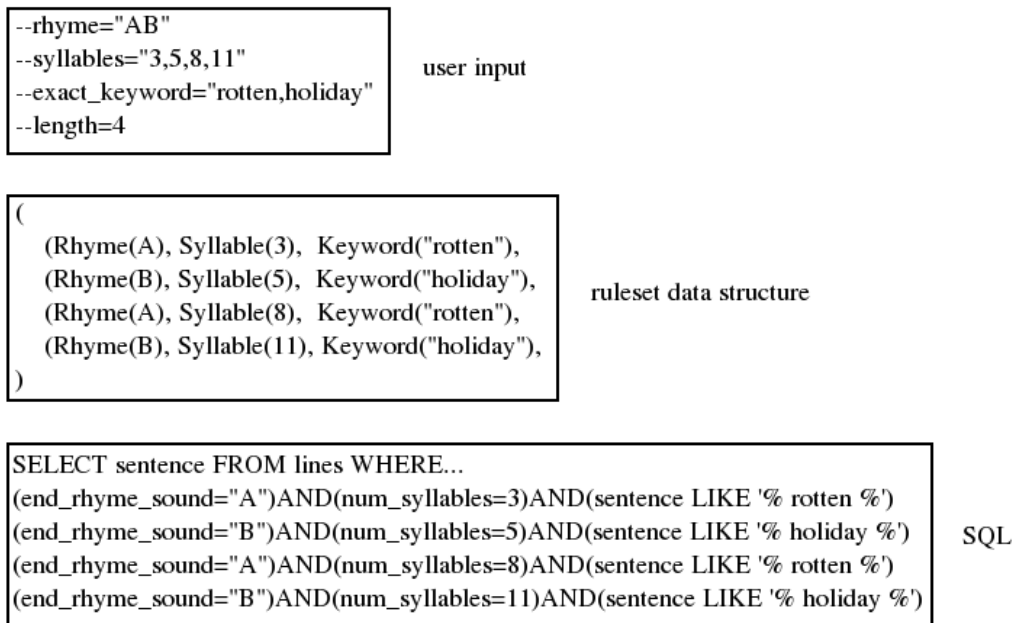 --rhyme="AB"
--syllables="3,5,8,11"
--exact_keyword="rotten,holiday"
--length=4
user input
(
(Rhyme(A), Syllable(3),  Keyword("rotten"),
(Rhyme(B), Syllable(5),  Keyword("holiday"),
(Rhyme(A), Syllable(8),  Keyword("rotten"),
(Rhyme(B), Syllable(11), Keyword("holiday"),
)
ruleset data structure
SELECT sentence FROM lines WHERE...
(end_rhyme_sound="A")AND(num_syllables=3)AND(sentence LIKE '% rotten %')
(end_rhyme_sound="B")AND(num_syllables=5)AND(sentence LIKE '% holiday %')
(end_rhyme_sound="A")AND(num_syllables=8)AND(sentence LIKE '% rotten %')
(end_rhyme_sound="B")AND(num_syllables=11)AND(sentence LIKE '% holiday %')
SQL